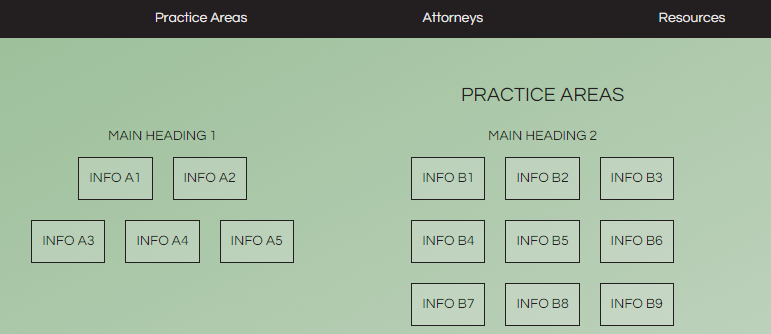 Practice Areas Attorneys Resources
PRACTICE AREAS
MAIN HEADING 1
INFO A1 INFO A2
INFO A3 INFO A4 INFO A5
MAIN HEADING 2
INFO B1 INFO B2 INFO B3
INFO B4 INFO B5 INFO B6
INFO B7 INFO B8 INFO B9